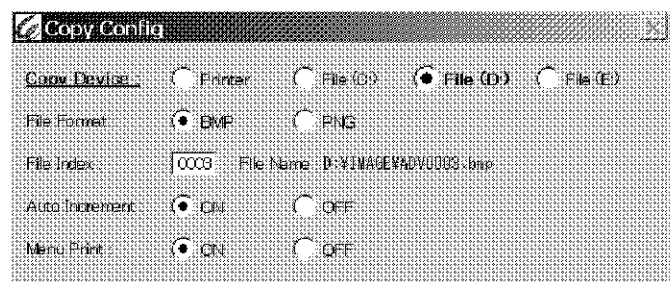 Copy Config
Copy Device : Printer File (C:) File (D:) File (E:)
File Format BMP PNG
File Index 0003 File Name D:¥IMAGE¥ADV0003.bmp
Auto Increment ON OFF
Menu Print : ON OFF